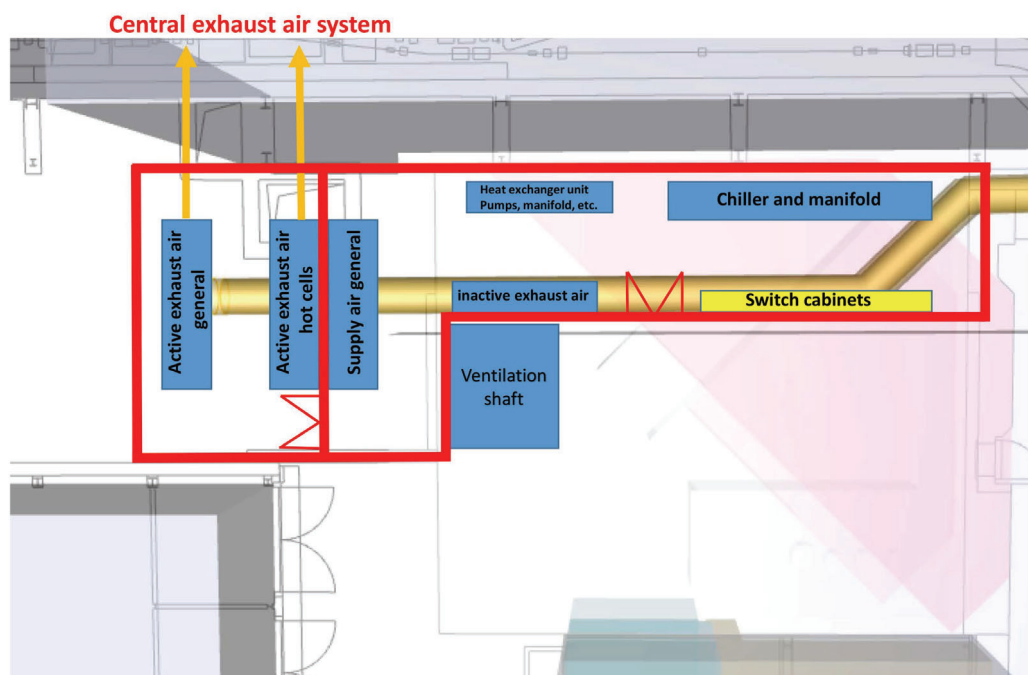 Central exhaust air system
Heat exchanger unit
Pumps, manifold, etc.
Chiller and manifold
Active exhaust air
general
Active exhaust air
hot cells
Supply air general
inactive exhaust air
Switch cabinets
Ventilation
shaft